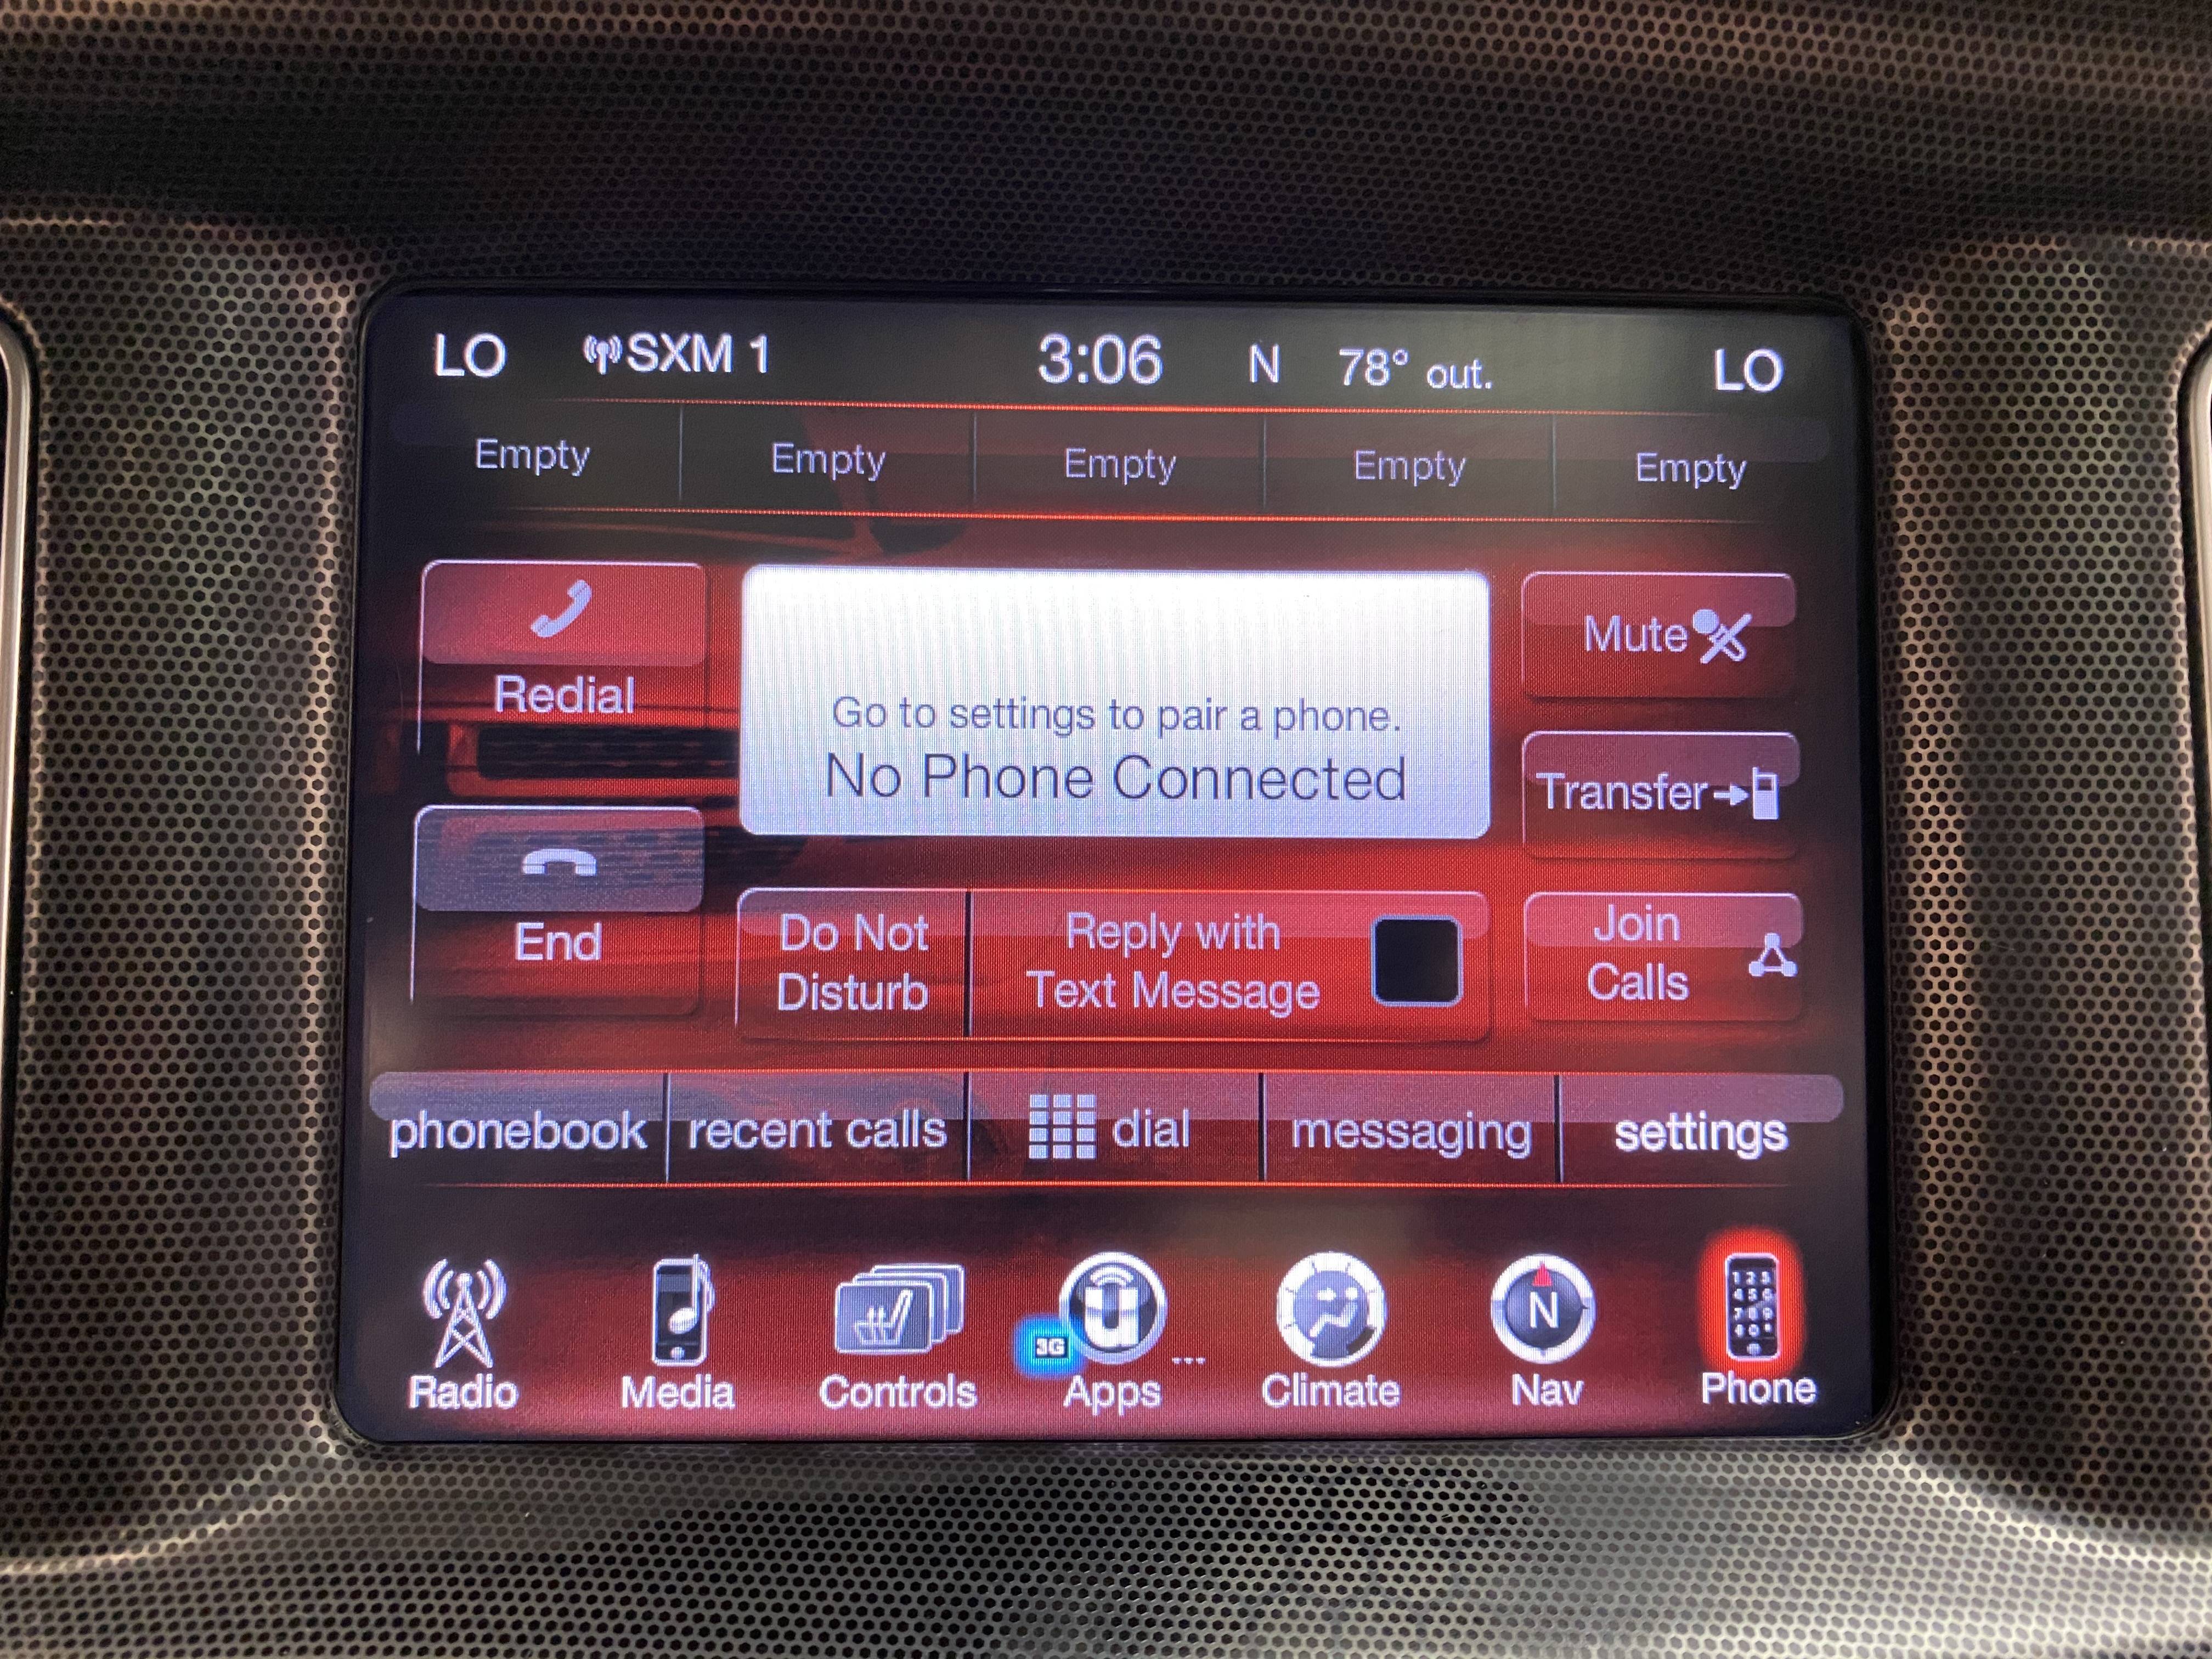 LO SXM 1 3:06 N 78° out. LO
Empty Empty Empty Empty Empty
Redial
Go to settings to pair a phone.
No Phone Connected
Mute
Transfer
End
Do Not
Disturb
Reply with
Text Message
Join
Calls
phonebook recent calls dial messaging settings
3G
N
Radio Media Controls Apps Climate Nav Phone